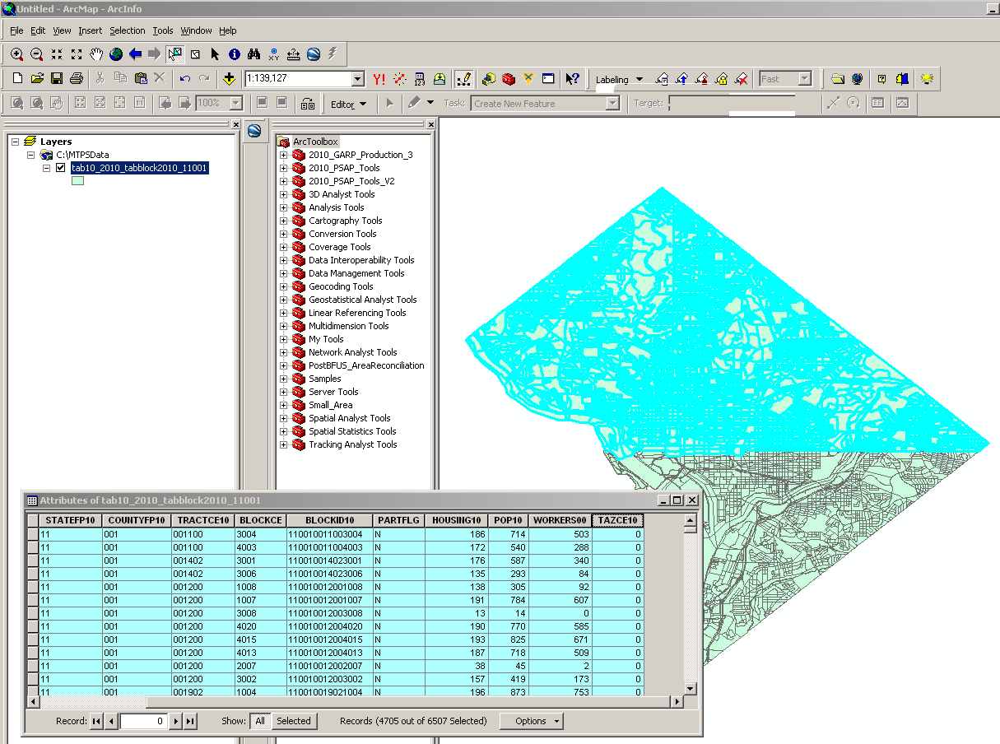 Untitled - ArcMap - ArcInfo
File Edit View Insert Selection Tools Window Help
1:139,127 Labeling Fast
100% Editor Task: Create New Feature Target:
Layers
C:\MTPSData
tab10_2010_tabblock2010_11001
ArcToolbox
2010_GARP_Production_3
2010_PSAP_Tools
2010_PSAP_Tools_V2
3D Analyst Tools
Analysis Tools
Cartography Tools
Conversion Tools
Coverage Tools
Data Interoperability Tools
Data Management Tools
Geocoding Tools
Geostatistical Analyst Tools
Linear Referencing Tools
Multidimension Tools
My Tools
Network Analyst Tools
PostBFUS_AreaReconciliation
Samples
Server Tools
Small_Area
Spatial Analyst Tools
Spatial Statistics Tools
Tracking Analyst Tools
Attributes of tab10_2010_tabblock2010_11001
STATEFP10 COUNTYFP10 TRACTCE10 BLOCKCE BLOCKID10 PARTFLG HOUSING10 POP10 WORKERS00 TAZCE10
11 001 001100 3004 110010011003004 N 186 714 503 0
11 001 001100 4003 110010011004003 N 172 540 288 0
11 001 001402 3001 110010014023001 N 176 587 340 0
11 001 001402 3006 110010014023006 N 135 293 84 0
11 001 001200 1008 110010012001008 N 138 305 92 0
11 001 001200 1007 110010012001007 N 191 784 607 0
11 001 001200 3008 110010012003008 N 13 14 0 0
11 001 001200 4020 110010012004020 N 190 770 585 0
11 001 001200 4015 110010012004015 N 193 825 671 0
11 001 001200 4013 110010012004013 N 187 718 509 0
11 001 001200 2007 110010012002007 N 38 45 2 0
11 001 001200 3002 110010012003002 N 157 419 173 0
11 001 001902 1004 110010019021004 N 196 873 753 0
Record: 0 Show: All Selected Records (4705 out of 6507 Selected) Options